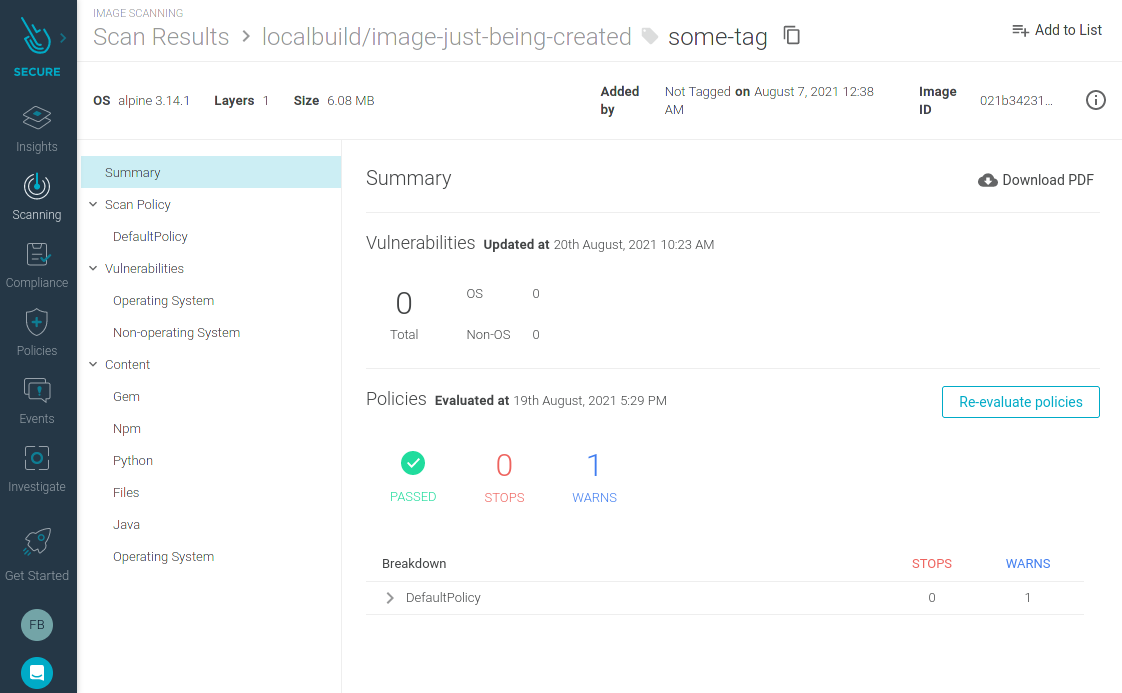 SECURE
Insights
Scanning
Compliance
Policies
Events
Investigate
Get Started
FB
IMAGE SCANNING
Scan Results > localbuild/image-just-being-created some-tag
Add to List
OS alpine 3.14.1 Layers 1 Size 6.08 MB
Added by
Not Tagged on August 7, 2021 12:38
AM
Image ID
021b34231...
Summary
Scan Policy
DefaultPolicy
Vulnerabilities
Operating System
Non-operating System
Content
Gem
Npm
Python
Files
Java
Operating System
Summary
Download PDF
Vulnerabilities Updated at 20th August, 2021 10:23 AM
0
Total
OS 0
Non-OS 0
Policies Evaluated at 19th August, 2021 5:29 PM
Re-evaluate policies
PASSED
0
STOPS
1
WARNS
Breakdown STOPS WARNS
DefaultPolicy 0 1